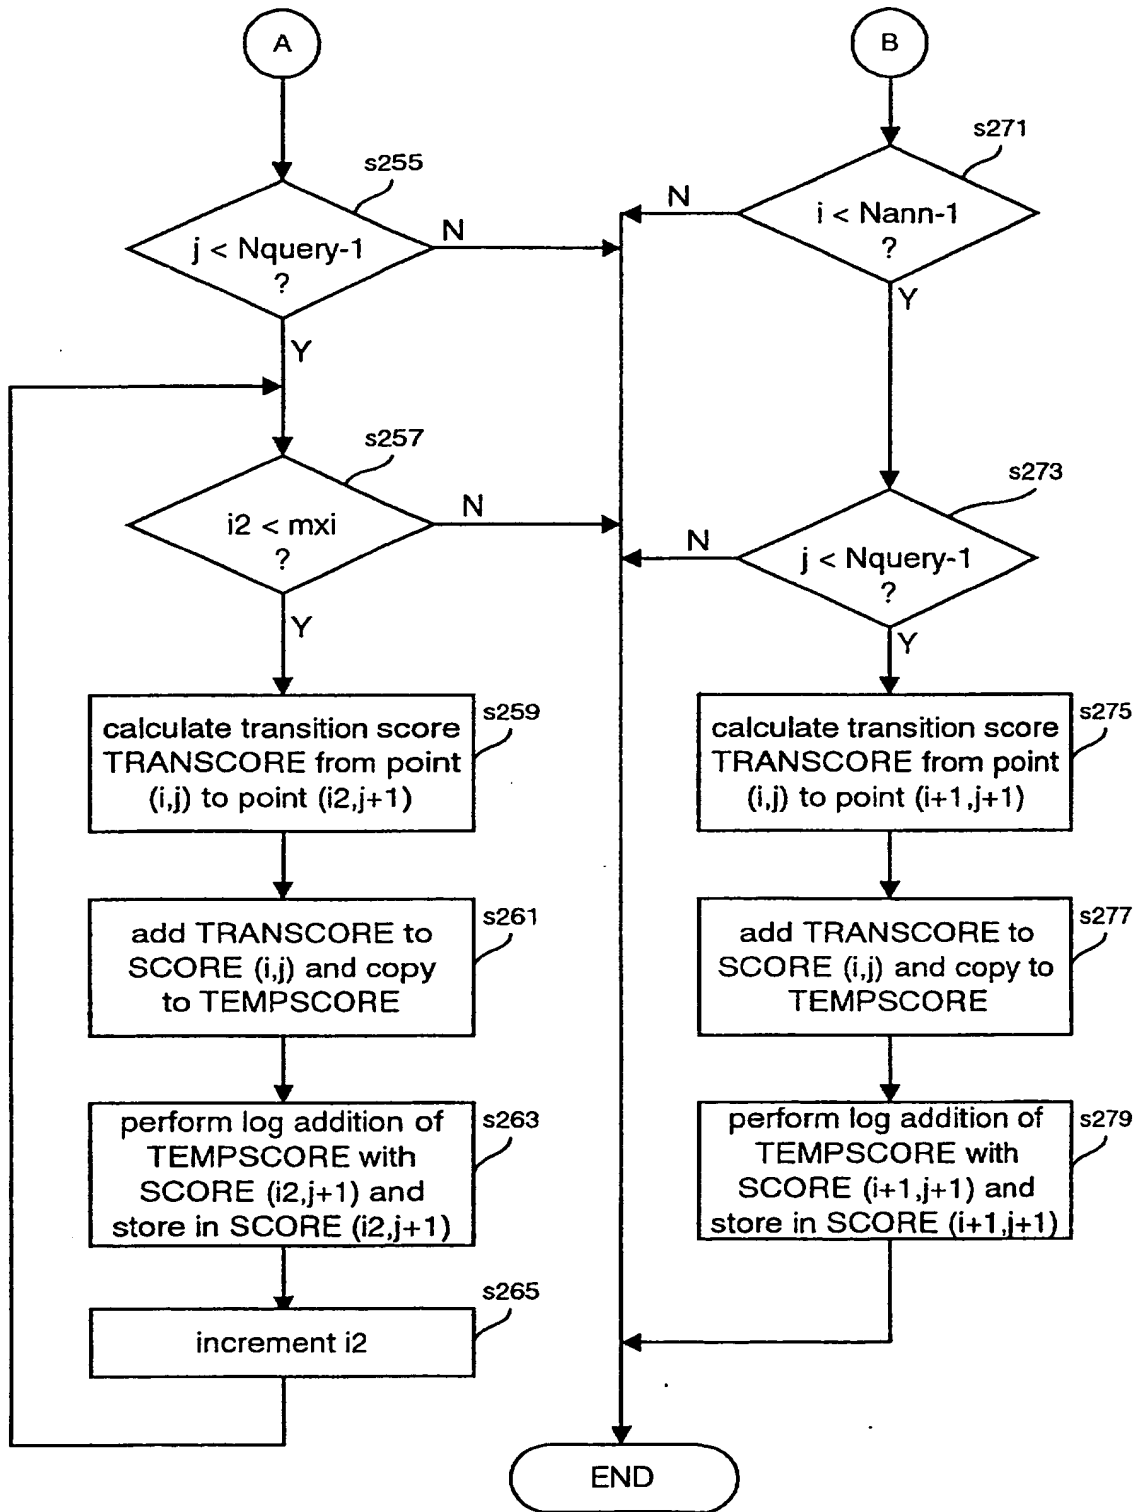 A
s255
j < Nquery-1
?
N
Y
s257
i2 < mxi
?
N
Y
s259
calculate transition score
TRANSCORE from point
(i,j) to point (i2,j+1)
s261
add TRANSCORE to
SCORE (i,j) and copy
to TEMPSCORE
s263
perform log addition of
TEMPSCORE with
SCORE (i2,j+1) and
store in SCORE (i2,j+1)
s265
increment i2
B
s271
i < Nann-1
?
N
Y
s273
j < Nquery-1
?
N
Y
s275
calculate transition score
TRANSCORE from point
(i,j) to point (i+1,j+1)
s277
add TRANSCORE to
SCORE (i,j) and copy to
TEMPSCORE
s279
perform log addition of
TEMPSCORE with
SCORE (i+1,j+1) and
store in SCORE (i+1,j+1)
END